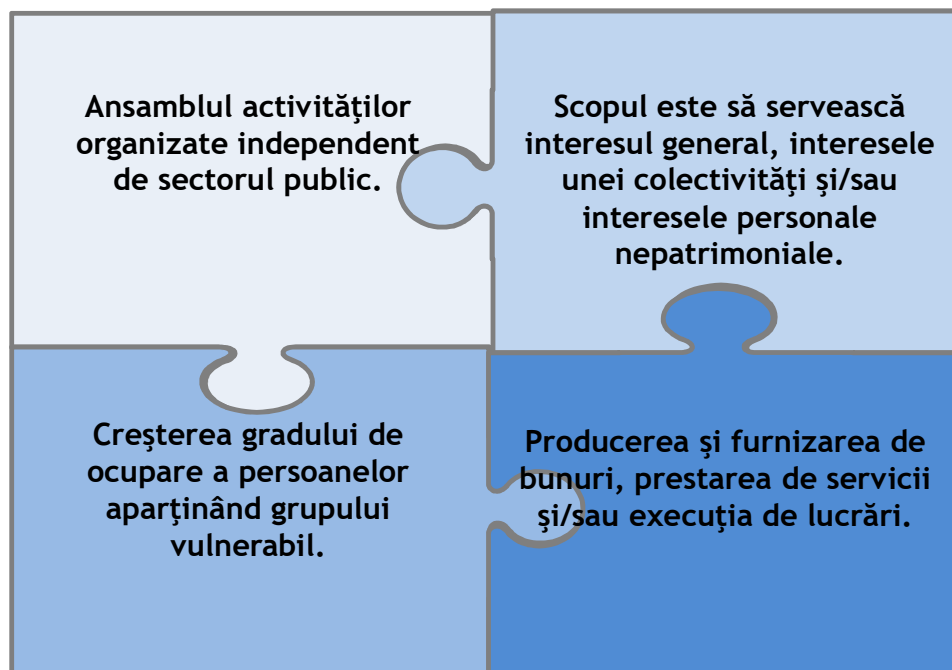 Ansamblul activităţilor
organizate independent
de sectorul public.
Scopul este să servească
interesul general, interesele
unei colectivităţi şi/sau
interesele personale
nepatrimoniale.
Creşterea gradului de
ocupare a persoanelor
aparţinând grupului
vulnerabil.
Producerea şi furnizarea de
bunuri, prestarea de servicii
şi/sau execuţia de lucrări.